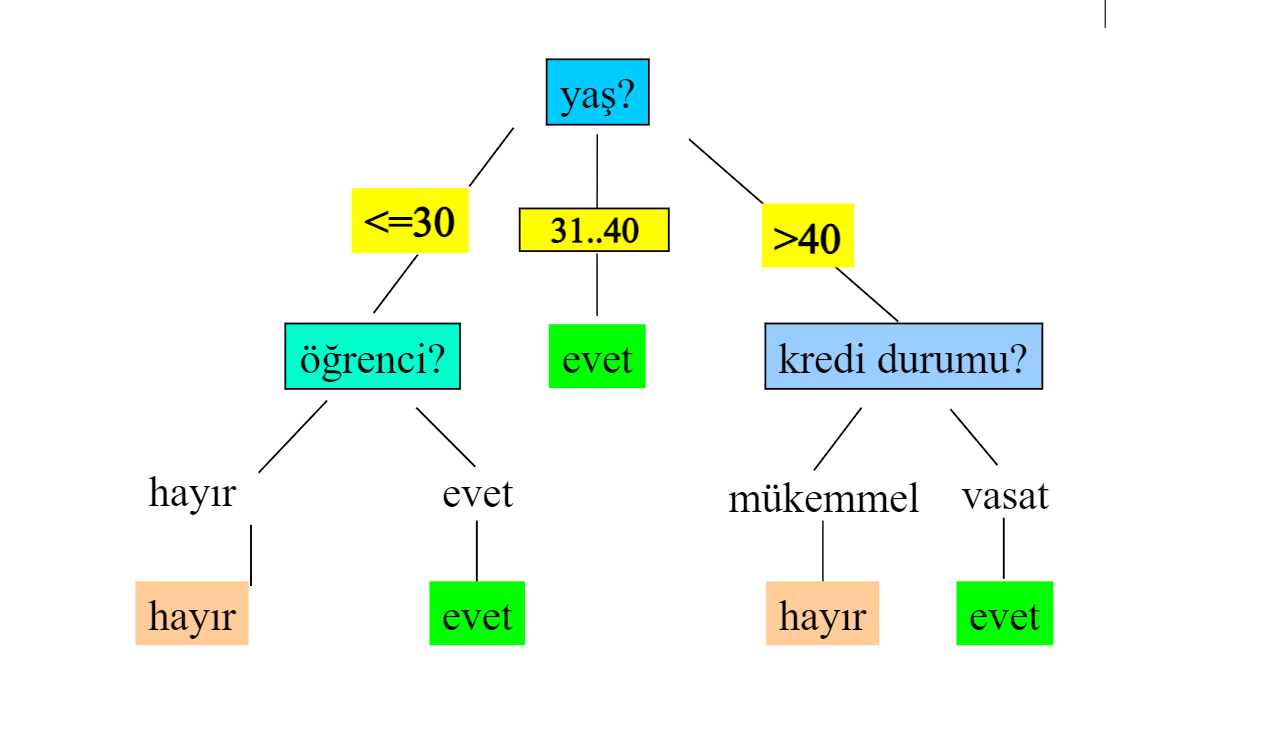 yaş?
<=30
31..40
>40
öğrenci?
evet
kredi durumu?
hayır
evet
mükemmel
vasat
hayır
evet
hayır
evet